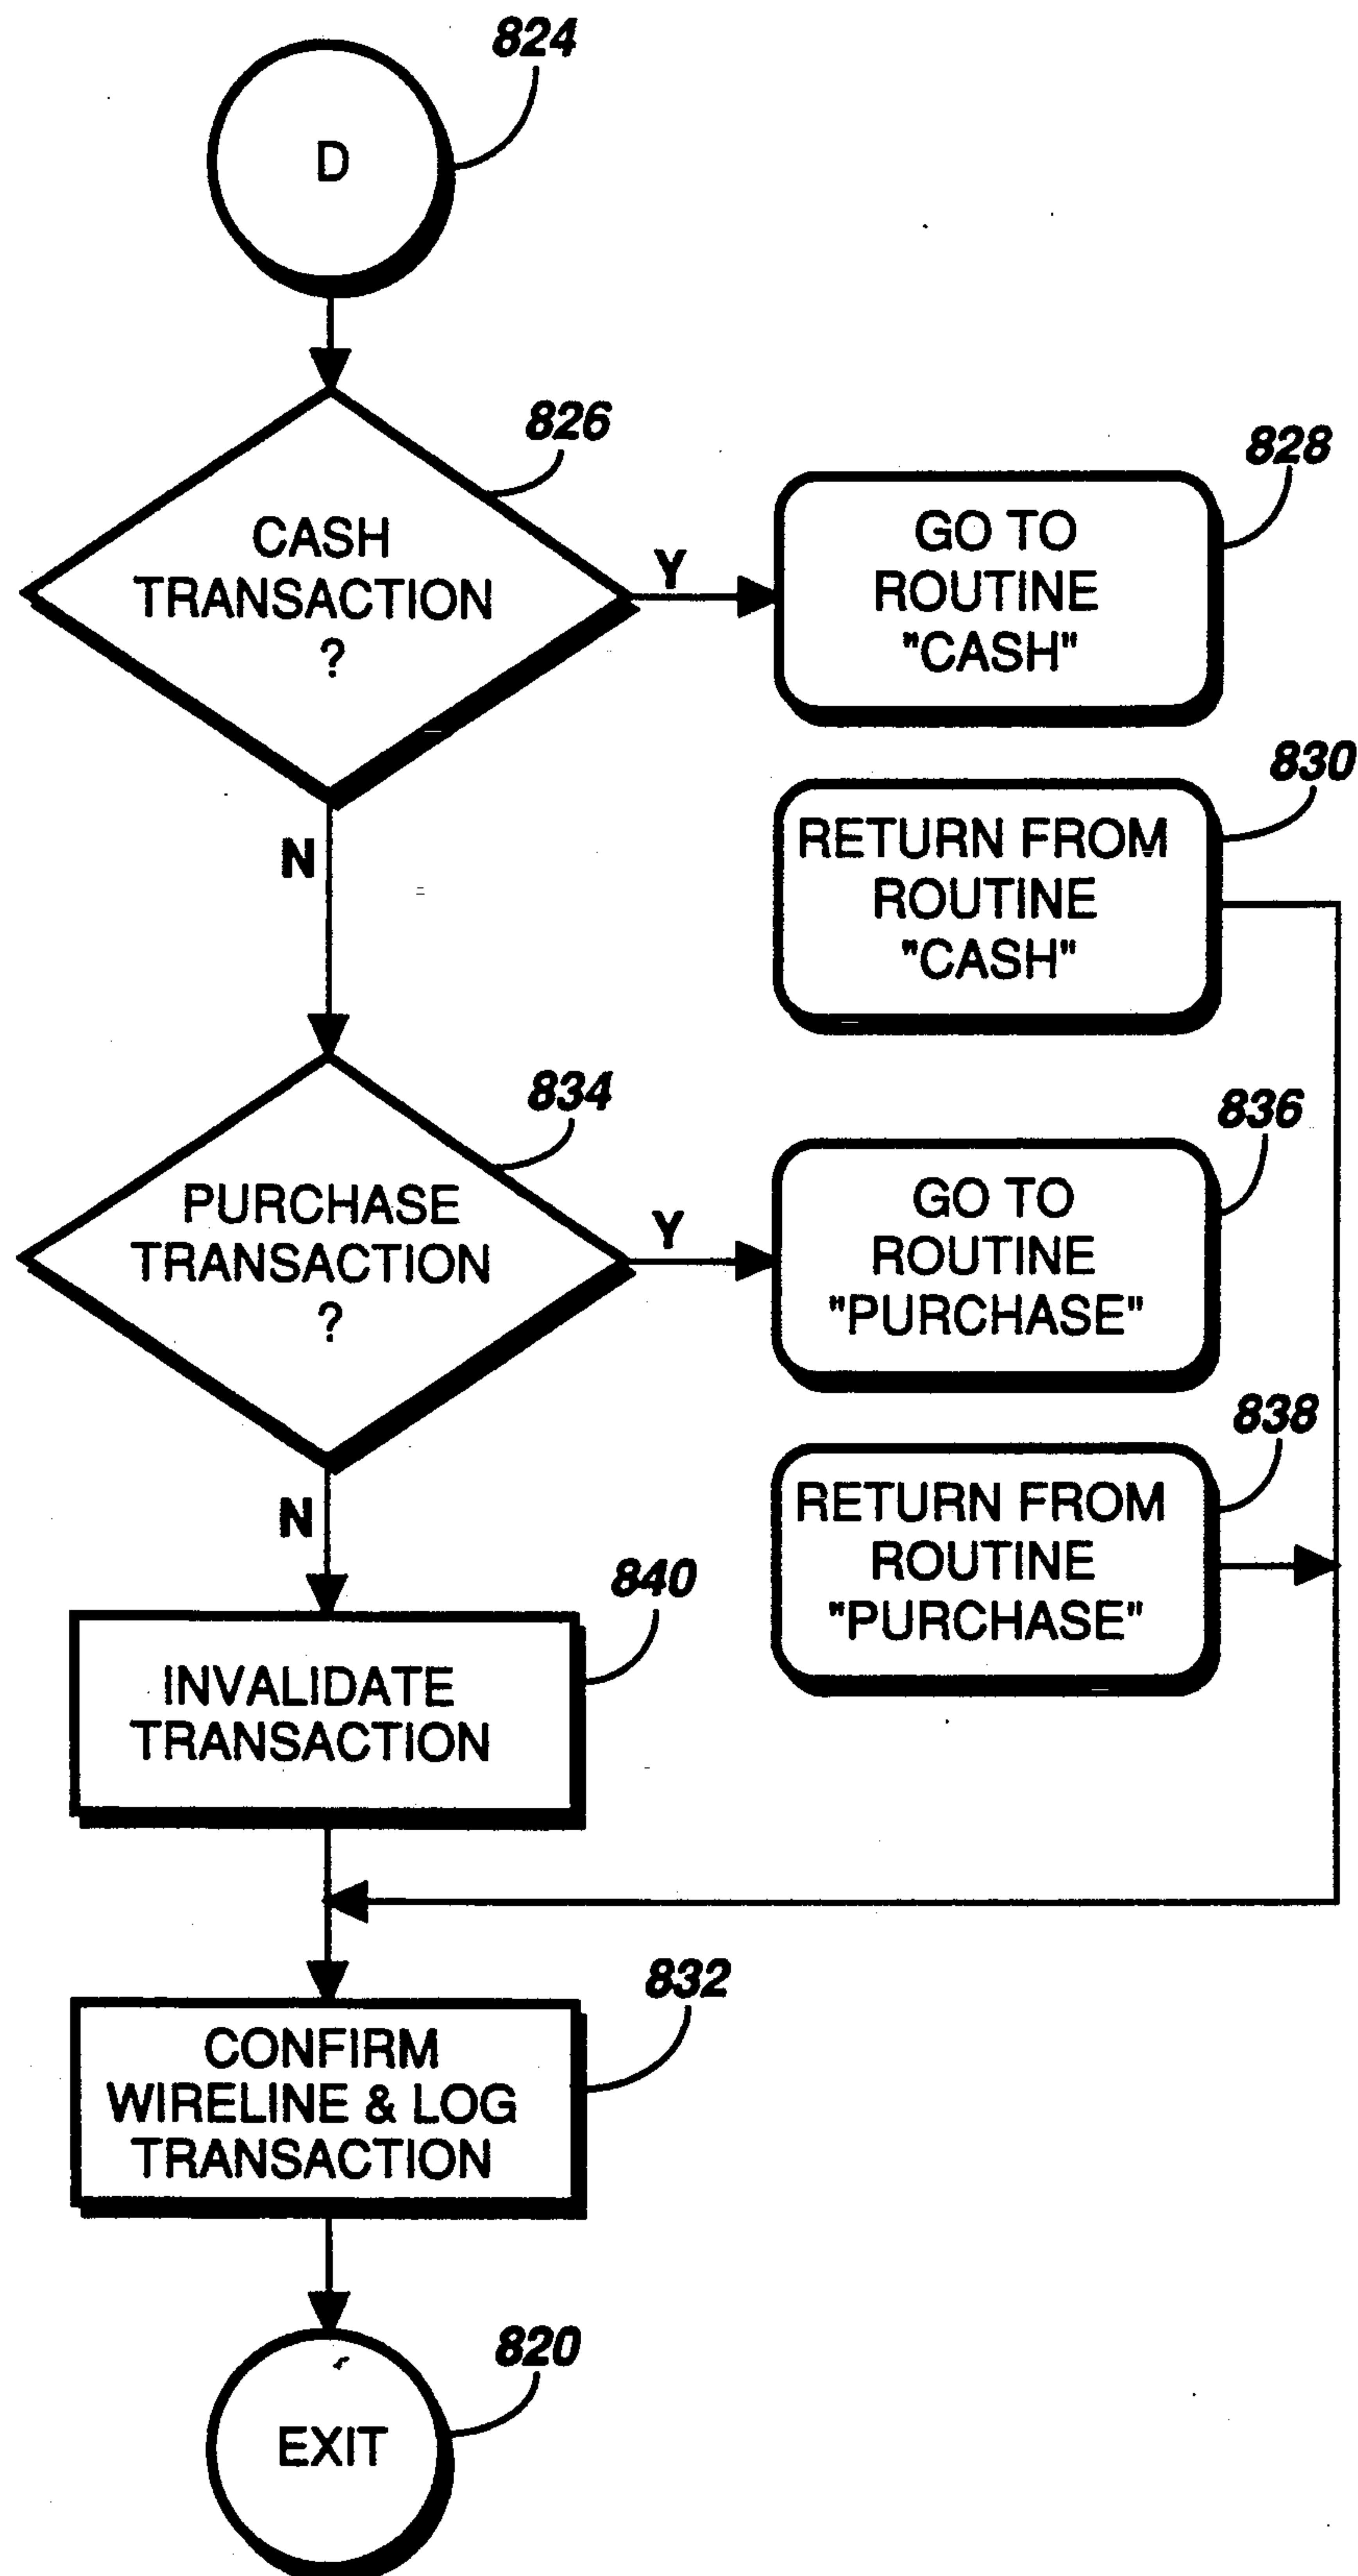 824
D
826
CASH
TRANSACTION
?
Y
828
GO TO
ROUTINE
"CASH"
830
RETURN FROM
ROUTINE
"CASH"
N
834
PURCHASE
TRANSACTION
?
Y
836
GO TO
ROUTINE
"PURCHASE"
838
RETURN FROM
ROUTINE
"PURCHASE"
N
840
INVALIDATE
TRANSACTION
832
CONFIRM
WIRELINE & LOG
TRANSACTION
820
EXIT